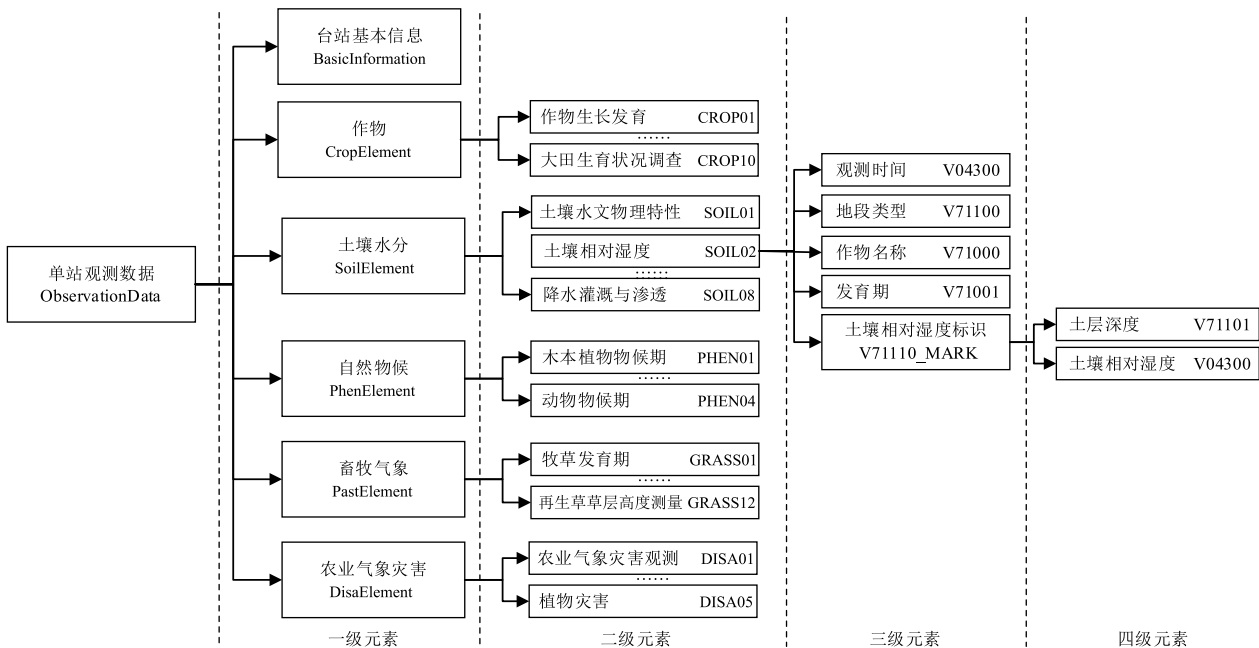 单站观测数据
ObservationData
台站基本信息
BasicInformation
作物
CropElement
土壤水分
SoilElement
自然物候
PhenElement
畜牧气象
PastElement
农业气象灾害
DisaElement
作物生长发育 CROP01
……
大田生育状况调查 CROP10
土壤水文物理特性 SOIL01
土壤相对湿度 SOIL02
……
降水灌溉与渗透 SOIL08
木本植物物候期 PHEN01
……
动物物候期 PHEN04
牧草发育期 GRASS01
……
再生草草层高度测量 GRASS12
农业气象灾害观测 DISA01
……
植物灾害 DISA05
观测时间 V04300
地段类型 V71100
作物名称 V71000
发育期 V71001
土壤相对湿度标识
V71110_MARK
土层深度 V71101
土壤相对湿度 V04300
一级元素 二级元素 三级元素 四级元素